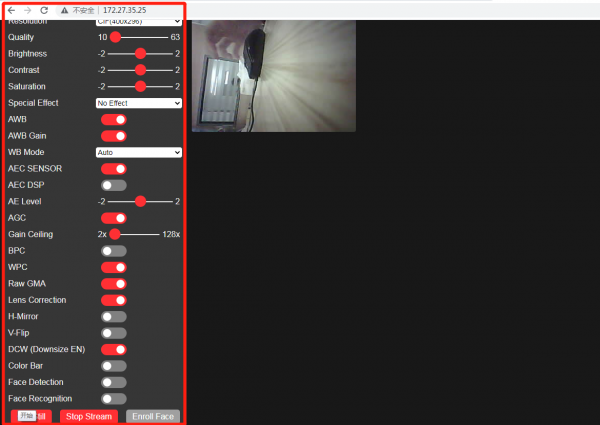 不安全 | 172.27.35.25
Resolution CIF(400x296)
Quality 10 63
Brightness -2 2
Contrast -2 2
Saturation -2 2
Special Effect No Effect
AWB
AWB Gain
WB Mode Auto
AEC SENSOR
AEC DSP
AE Level -2 2
AGC
Gain Ceiling 2x 128x
BPC
WPC
Raw GMA
Lens Correction
H-Mirror
V-Flip
DCW (Downsize EN)
Color Bar
Face Detection
Face Recognition
开始 Stop Stream Enroll Face